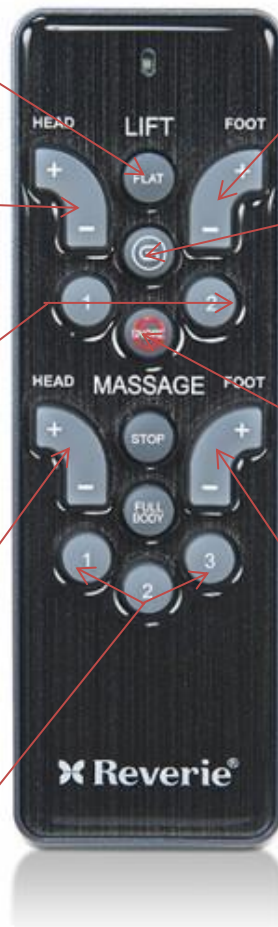 HEAD LIFT FOOT
+ FLAT +
- -
1 2
HEAD MASSAGE FOOT
+ STOP +
- FULL -
BODY
1 3
2
Reverie®